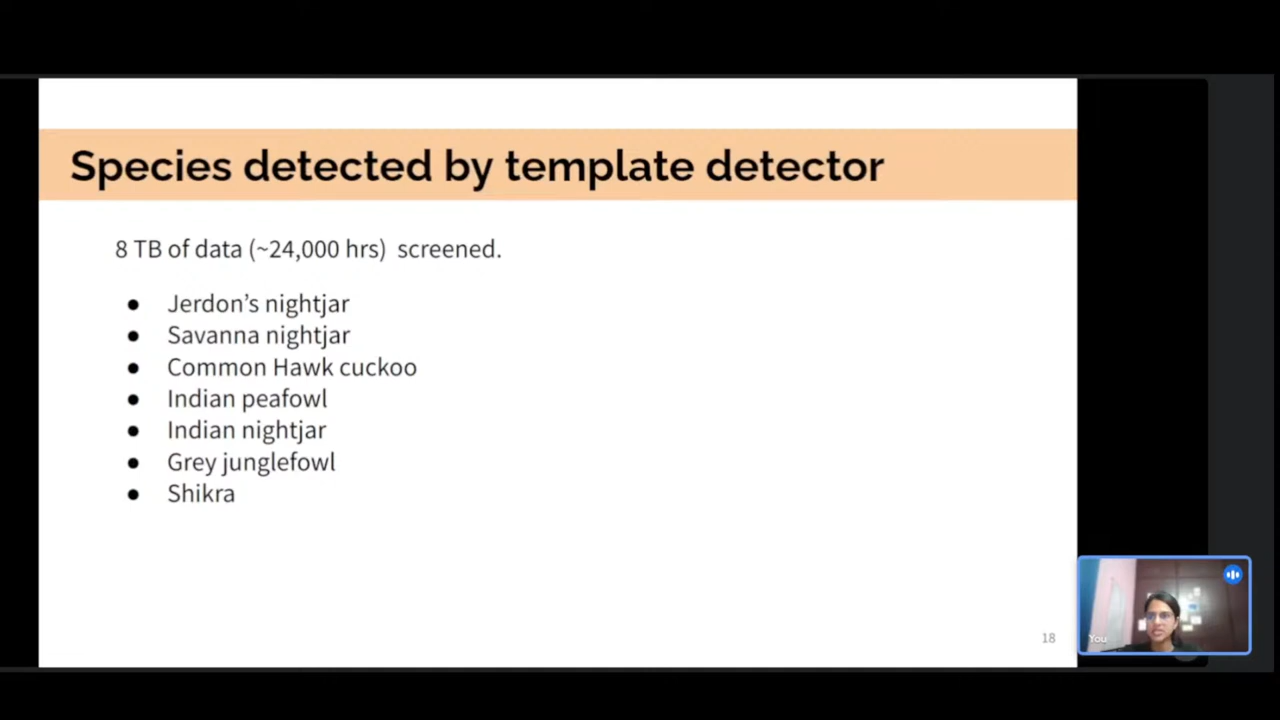 Species detected by template detector
8 TB of data (~24,000 hrs) screened.
● Jerdon’s nightjar
● Savanna nightjar
● Common Hawk cuckoo
● Indian peafowl
● Indian nightjar
● Grey junglefowl
● Shikra
18
You